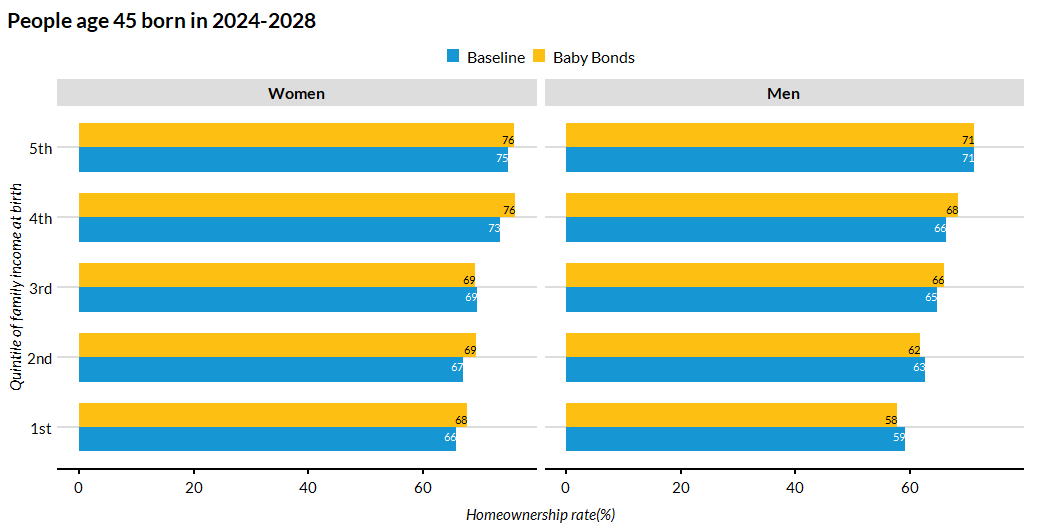 People age 45 born in 2024-2028
Baseline Baby Bonds
Women Men
Quintile of family income at birth
5th 76 71
75 71
4th 76 68
73 66
3rd 69 66
69 65
2nd 69 62
67 63
1st 68 58
66 59
0 20 40 60 0 20 40 60
Homeownership rate(%)